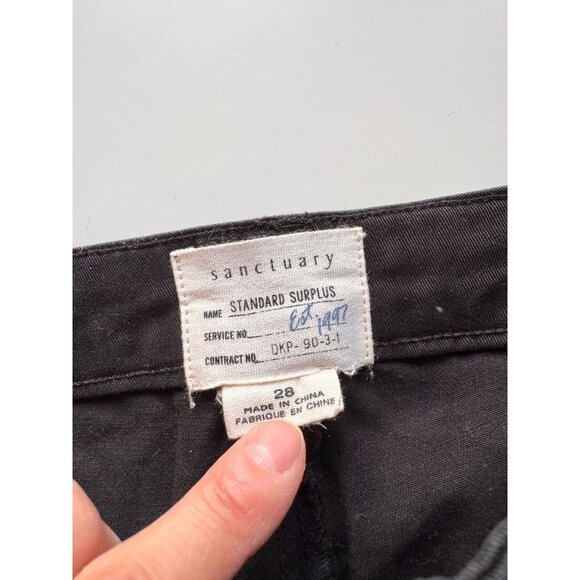 sanctuary
NAME STANDARD SURPLUS
SERVICE NO. Est. 1997
CONTRACT NO. DKP-90-3-1
28
MADE IN CHINA
FABRIQUE EN CHINE